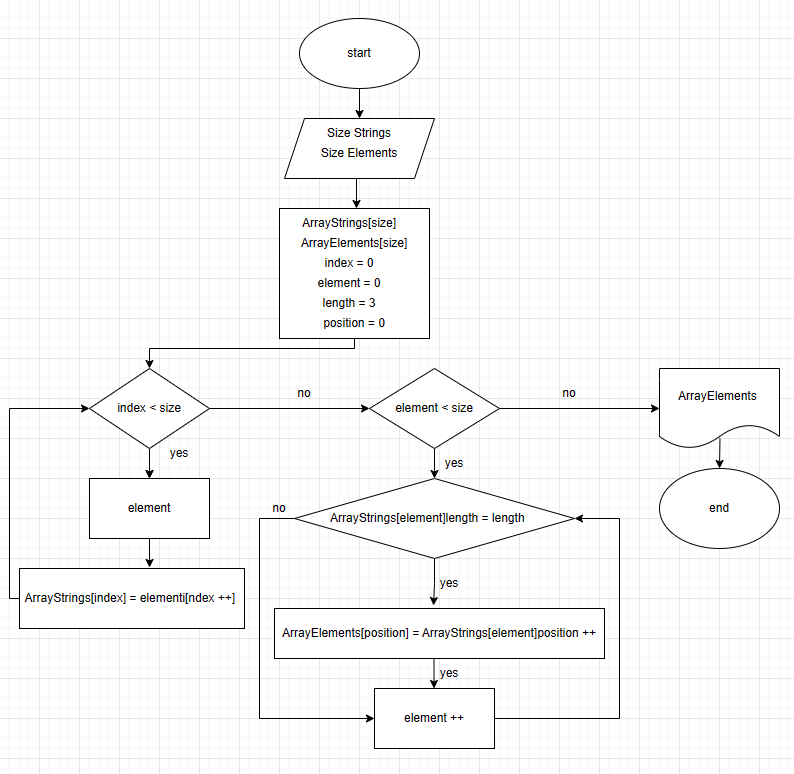 start
Size Strings
Size Elements
ArrayStrings[size]
ArrayElements[size]
index = 0
element = 0
length = 3
position = 0
index < size
no
element < size
no
ArrayElements
yes
yes
element
no
ArrayStrings[element]length = length
end
yes
ArrayStrings[index] = elementi[ndex ++]
ArrayElements[position] = ArrayStrings[element]position ++
yes
element ++